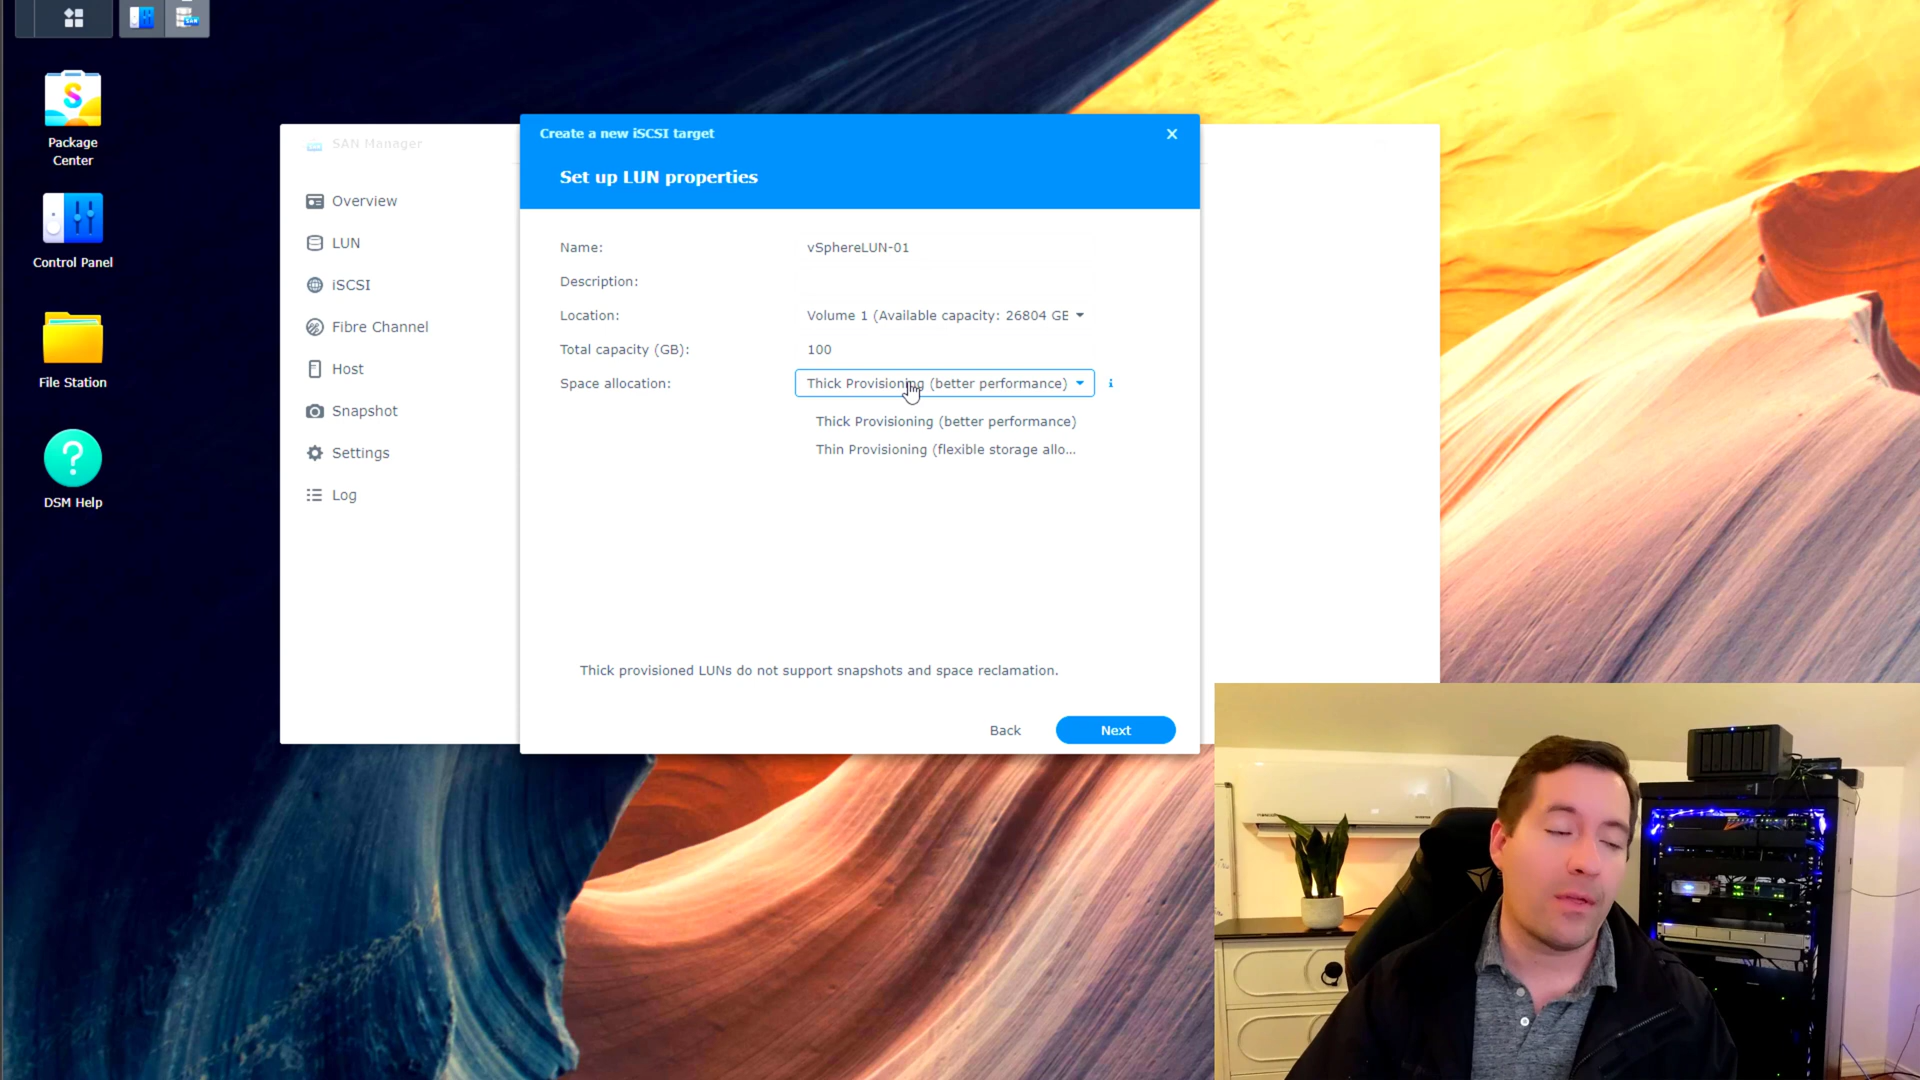 Create a new iSCSI target
SAN Manager
Package
Center
Set up LUN properties
Overview
Name:
vSphereLUN-01
LUN
Control Panel
Description:
iSCSI
Location:
Volume 1 (Available capacity: 26804 GE
Fibre Channel
Total capacity (GB):
100
Host
File Station
Space allocation:
Thick Provisioning (better performance)
Snapshot
Thick Provisioning (better performance)
Settings
Thin Provisioning (flexible storage allo...
Log
DSM Help
Thick provisioned LUNs do not support snapshots and space reclamation.
Back
Next